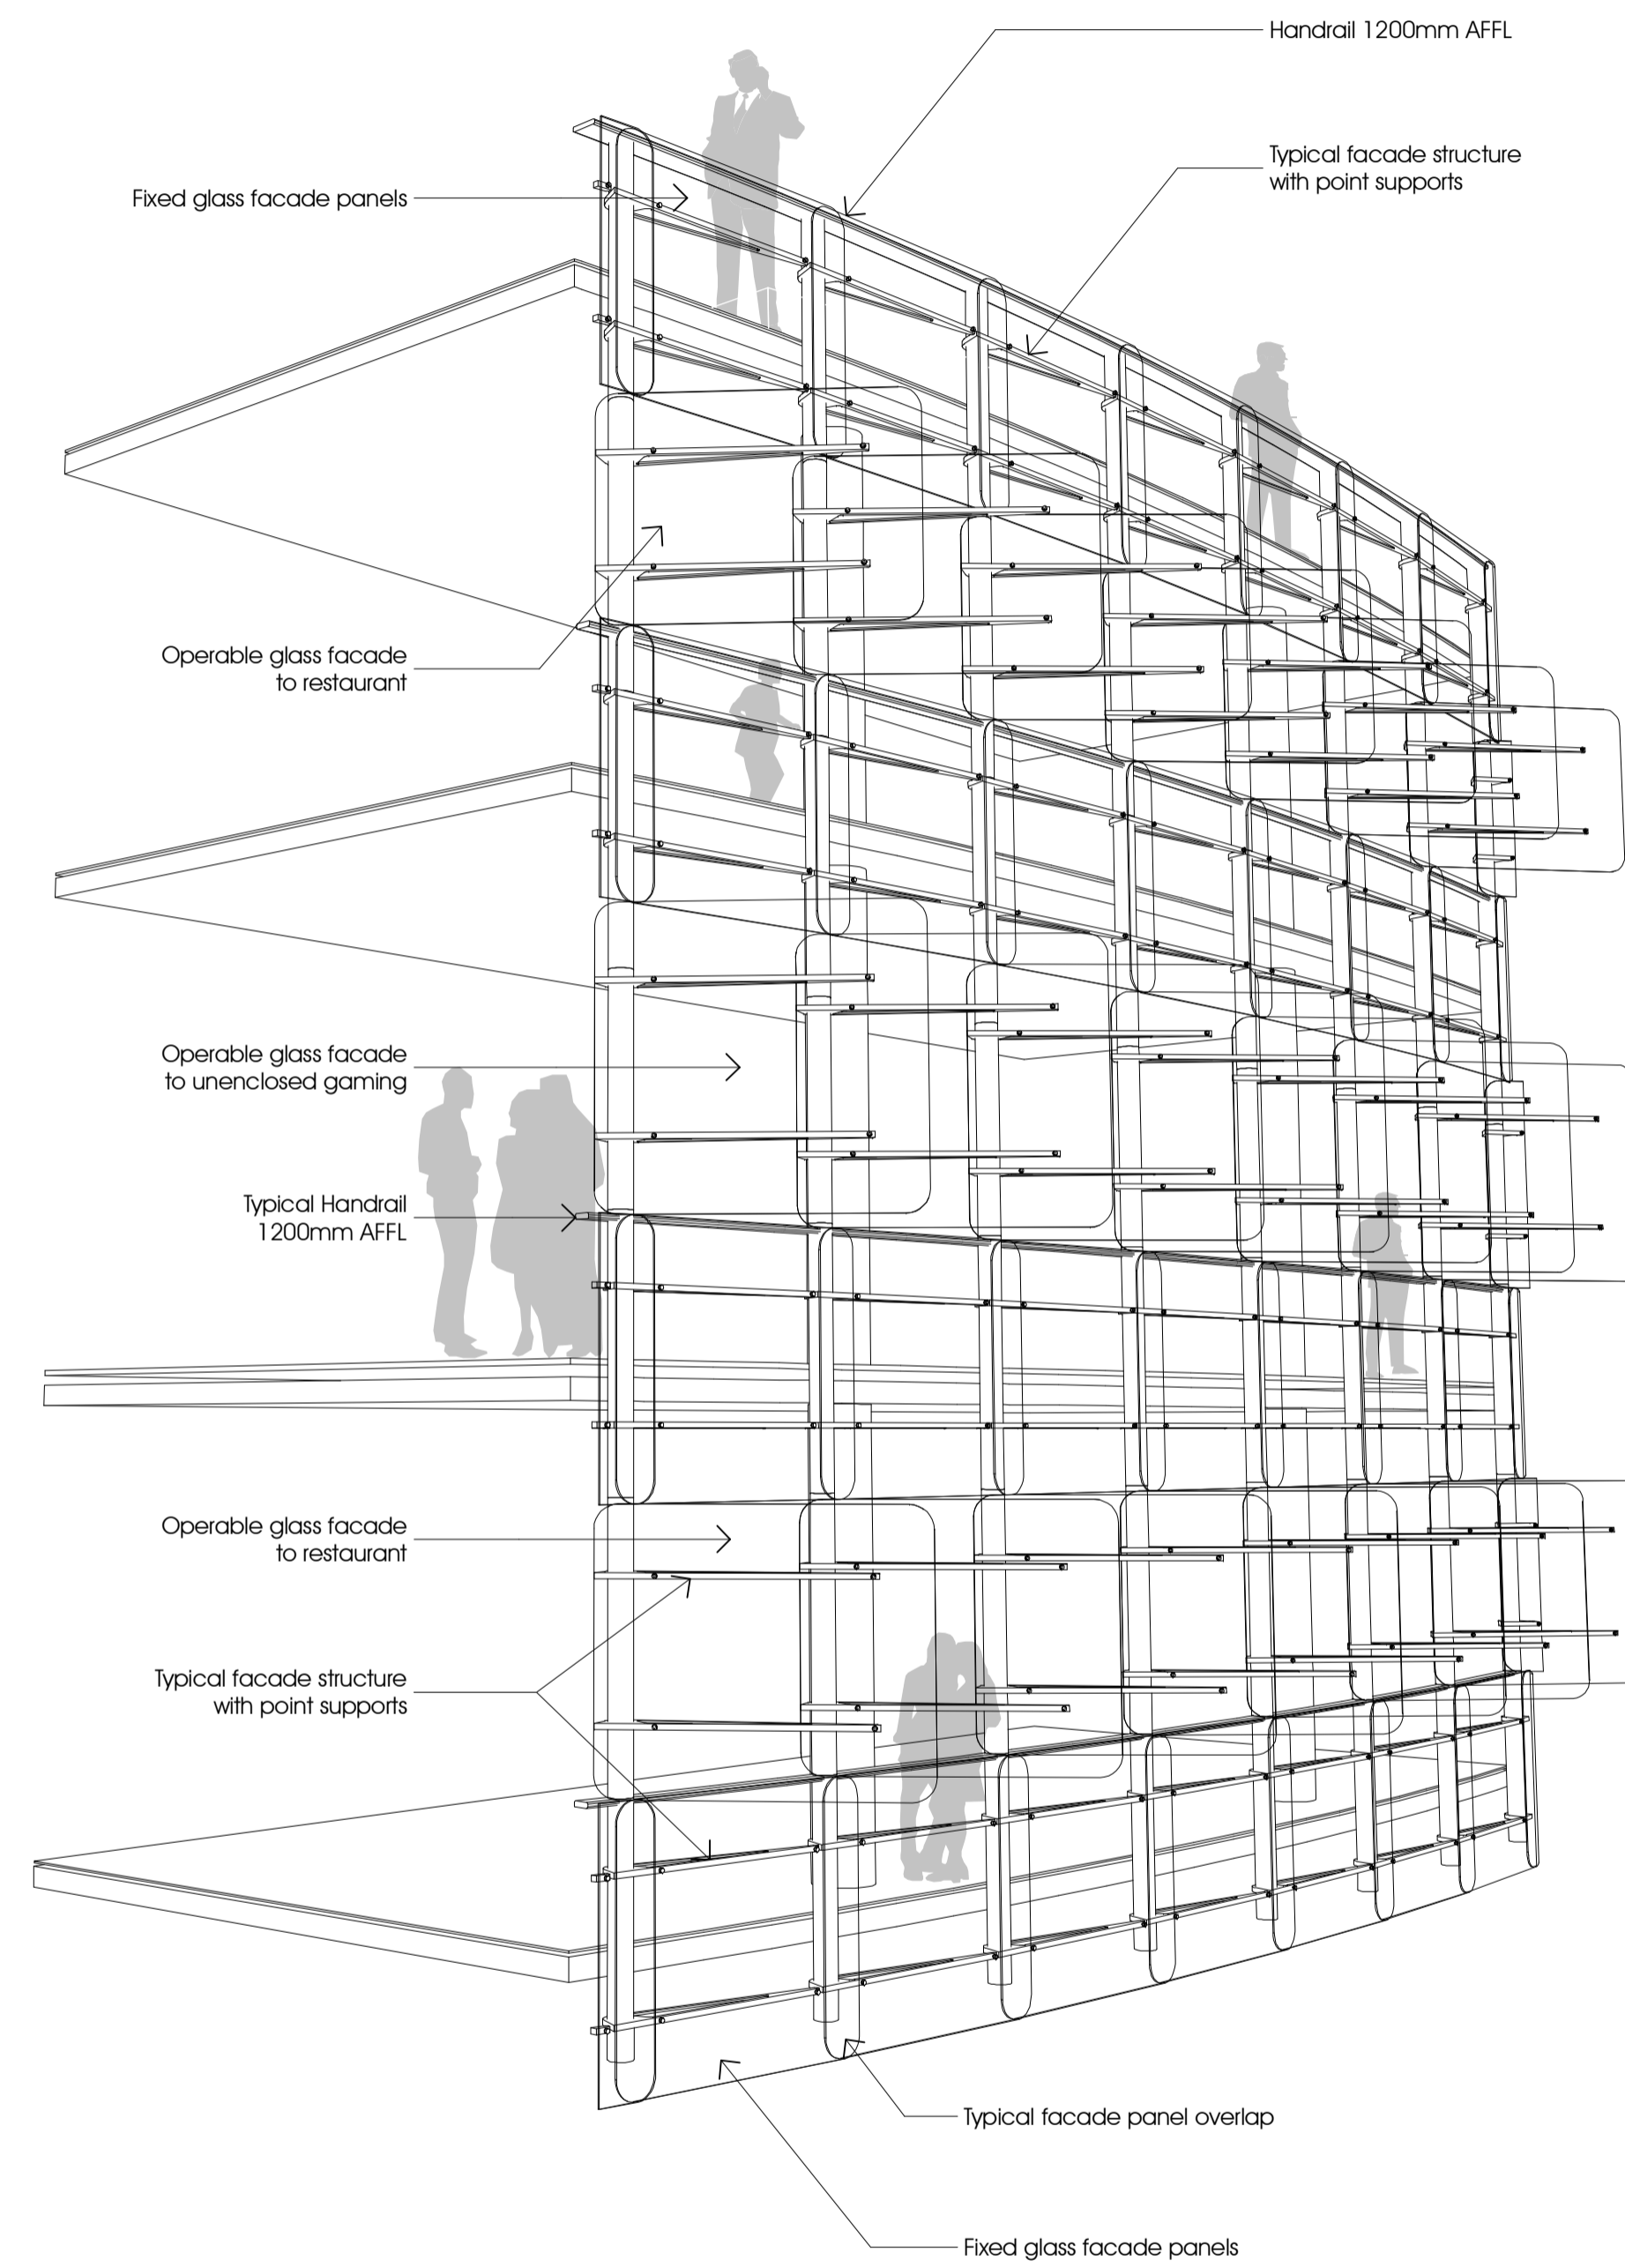 Handrail 1200mm AFFL
Typical facade structure
with point supports
Fixed glass facade panels
Operable glass facade
to restaurant
Operable glass facade
to unenclosed gaming
Typical Handrail
1200mm AFFL
Operable glass facade
to restaurant
Typical facade structure
with point supports
Typical facade panel overlap
Fixed glass facade panels